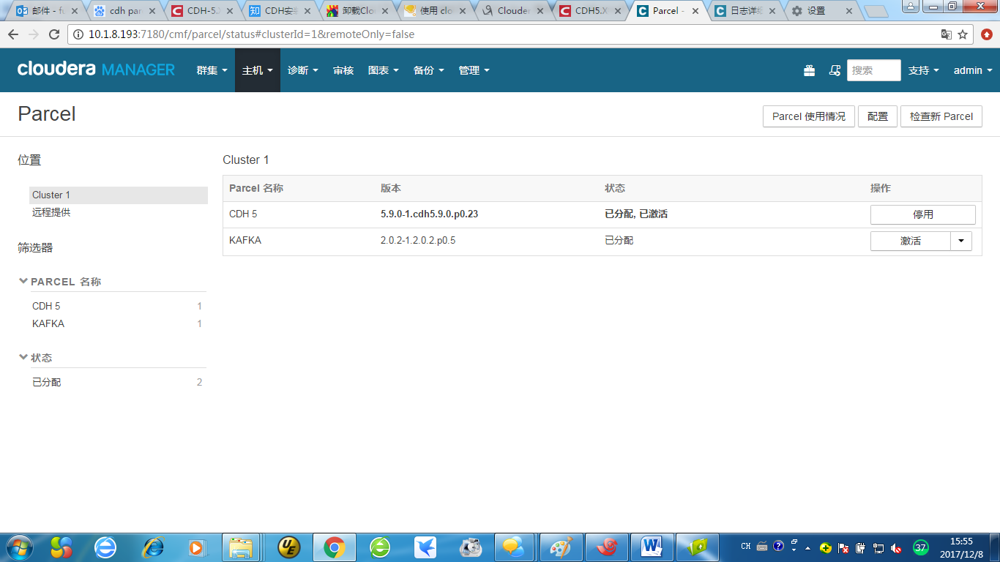 邮件 - fu
cdh par
CDH-5.X
CDH安装
卸载Clou
使用 clo
Clouder
CDH5.X
Parcel -
日志详细
设置
10.1.8.193:7180/cmf/parcel/status#clusterId=1&remoteOnly=false
cloudera MANAGER 群集 主机 诊断 审核 图表 备份 管理 搜索 支持 admin
Parcel
Parcel 使用情况 配置 检查新 Parcel
位置
Cluster 1
远程提供
筛选器
PARCEL 名称
CDH 5 1
KAFKA 1
状态
已分配 2
Cluster 1
Parcel 名称 版本 状态 操作
CDH 5 5.9.0-1.cdh5.9.0.p0.23 已分配, 已激活 停用
KAFKA 2.0.2-1.2.0.2.p0.5 已分配 激活
CH
37
15:55
2017/12/8